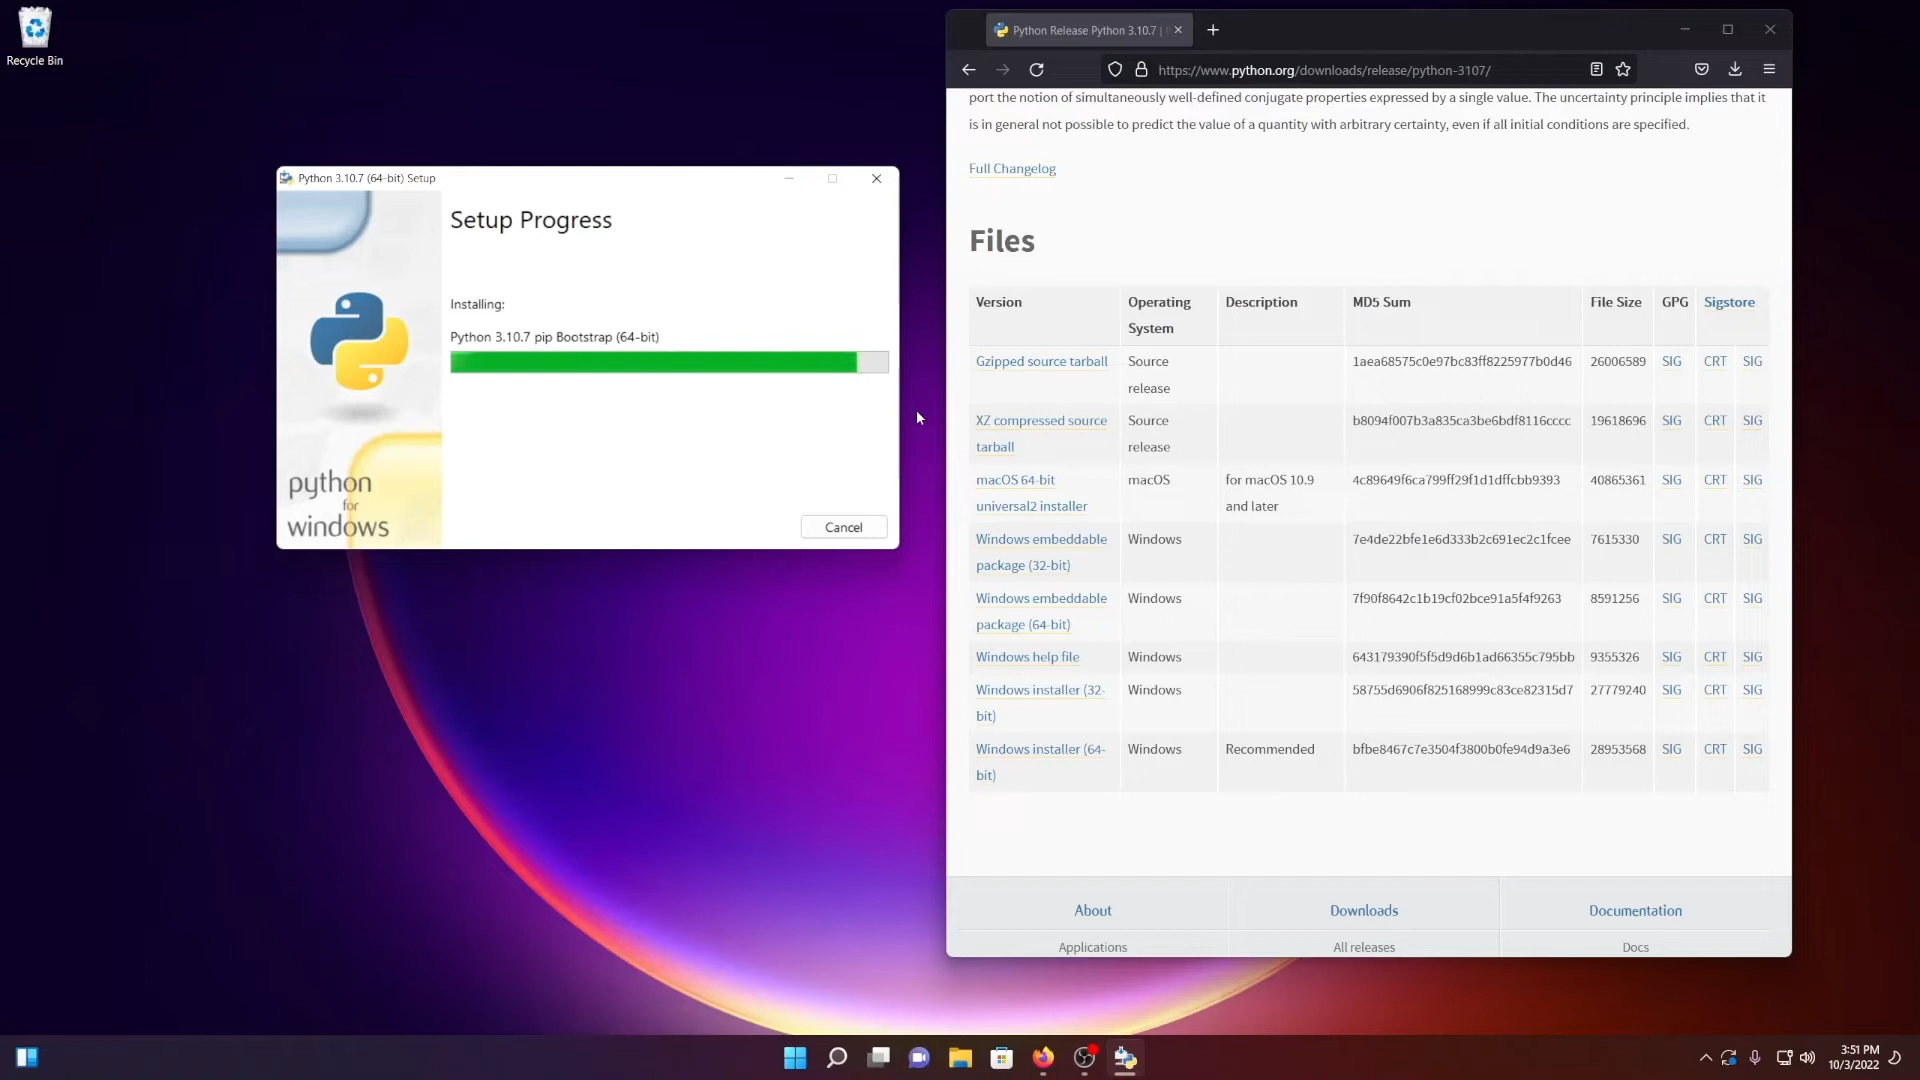 Recycle Bin
Python 3.10.7 (64-bit) Setup
Setup Progress
Installing:
Python 3.10.7 pip Bootstrap (64-bit)
python
for
windows
Cancel
Python Release Python 3.10.7 |
https://www.python.org/downloads/release/python-3107/
port the notion of simultaneously well-defined conjugate properties expressed by a single value. The uncertainty principle implies that it
is in general not possible to predict the value of a quantity with arbitrary certainty, even if all initial conditions are specified.
Full Changelog
Files
Version Operating System Description MD5 Sum File Size GPG Sigstore
Gzipped source tarball Source release 1aea68575c0e97bc83ff8225977b0d46 26006589 SIG CRT SIG
XZ compressed source tarball Source release b8094f007b3a835ca3be6bdf8116cccc 19618696 SIG CRT SIG
macOS 64-bit universal2 installer macOS for macOS 10.9 and later 4c89649f6ca799ff29f1d1dffcbb9393 40865361 SIG CRT SIG
Windows embeddable package (32-bit) Windows 7e4de22bfe1e6d333b2c691ec2c1fcee 7615330 SIG CRT SIG
Windows embeddable package (64-bit) Windows 7f90f8642c1b19cf02bce91a5f4f9263 8591256 SIG CRT SIG
Windows help file Windows 643179390f5f5d9d6b1ad66355c795bb 9355326 SIG CRT SIG
Windows installer (32-bit) Windows 58755d6906f825168999c83ce82315d7 27779240 SIG CRT SIG
Windows installer (64-bit) Windows Recommended bfbe8467c7e3504f3800b0fe94d9a3e6 28953568 SIG CRT SIG
About Downloads Documentation
Applications All releases Docs
3:51 PM
10/3/2022